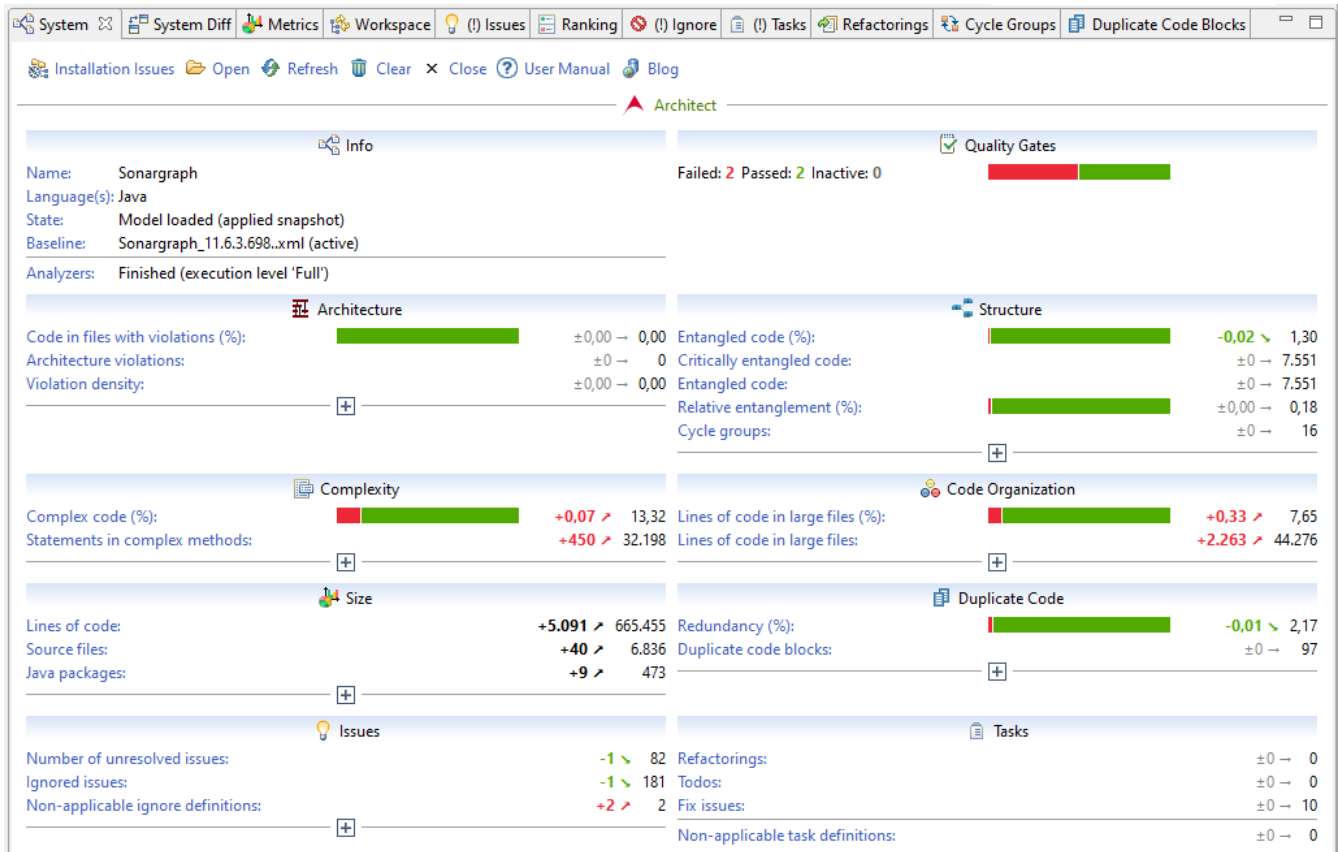 System System Diff Metrics Workspace (!) Issues Ranking (!) Ignore (!) Tasks Refactorings Cycle Groups Duplicate Code Blocks
Installation Issues Open Refresh Clear Close User Manual Blog
Architect
Info
Name: Sonargraph
Language(s): Java
State: Model loaded (applied snapshot)
Baseline: Sonargraph_11.6.3.698..xml (active)
Analyzers: Finished (execution level 'Full')
Quality Gates
Failed: 2 Passed: 2 Inactive: 0
Architecture
Code in files with violations (%): ±0,00 → 0,00
Architecture violations: ±0 → 0
Violation density: ±0,00 → 0,00
Structure
Entangled code (%): -0,02 ↘ 1,30
Critically entangled code: ±0 → 7.551
Entangled code: ±0 → 7.551
Relative entanglement (%): ±0,00 → 0,18
Cycle groups: ±0 → 16
Complexity
Complex code (%): +0,07 ↗ 13,32
Statements in complex methods: +450 ↗ 32.198
Code Organization
Lines of code in large files (%): +0,33 ↗ 7,65
Lines of code in large files: +2.263 ↗ 44.276
Size
Lines of code: +5.091 ↗ 665.455
Source files: +40 ↗ 6.836
Java packages: +9 ↗ 473
Duplicate Code
Redundancy (%): -0,01 ↘ 2,17
Duplicate code blocks: ±0 → 97
Issues
Number of unresolved issues: -1 ↘ 82
Ignored issues: -1 ↘ 181
Non-applicable ignore definitions: +2 ↗ 2
Tasks
Refactorings: ±0 → 0
Todos: ±0 → 0
Fix issues: ±0 → 10
Non-applicable task definitions: ±0 → 0